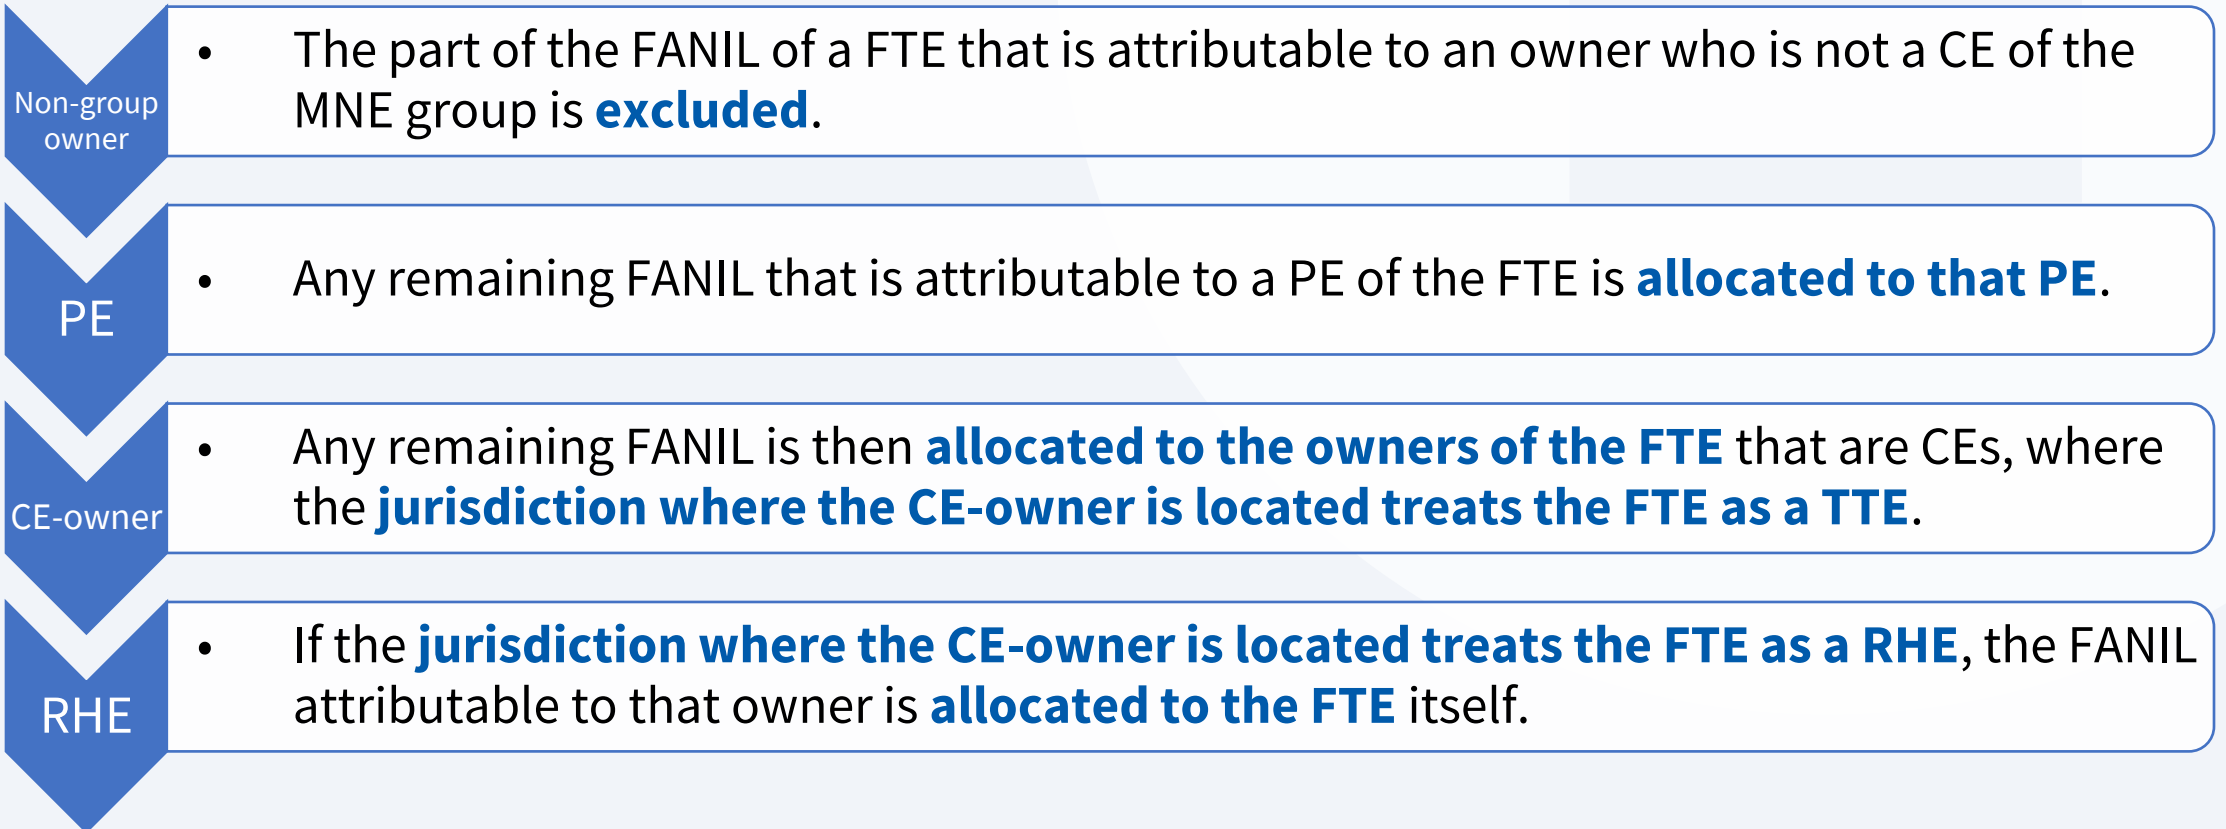 Non-group
owner
• The part of the FANIL of a FTE that is attributable to an owner who is not a CE of the
MNE group is excluded.
PE
• Any remaining FANIL that is attributable to a PE of the FTE is allocated to that PE.
CE-owner
• Any remaining FANIL is then allocated to the owners of the FTE that are CEs, where
the jurisdiction where the CE-owner is located treats the FTE as a TTE.
RHE
• If the jurisdiction where the CE-owner is located treats the FTE as a RHE, the FANIL
attributable to that owner is allocated to the FTE itself.